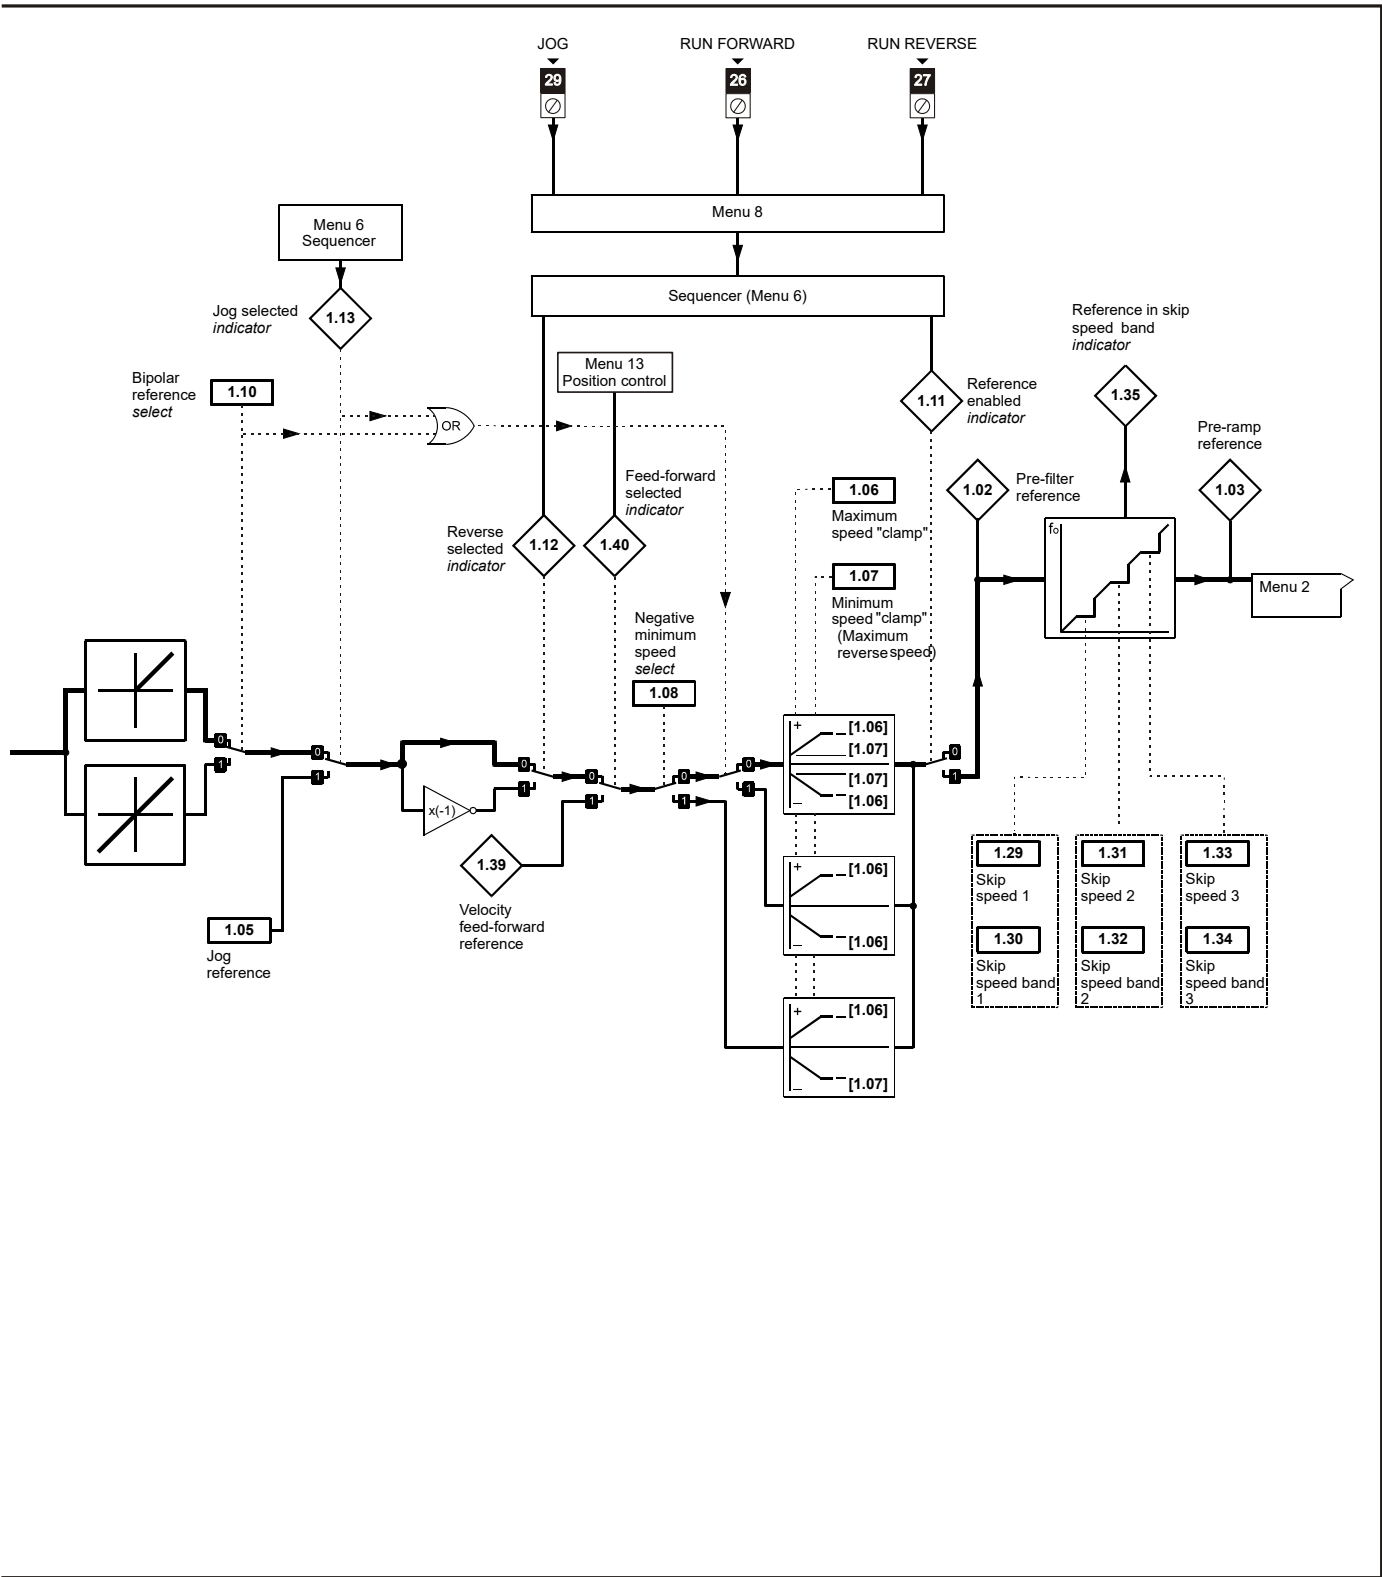 JOG
RUN FORWARD
RUN REVERSE
29
26
27
Menu 8
Menu 6
Sequencer
Sequencer (Menu 6)
Jog selected
indicator
1.13
Reference in skip
speed band
indicator
Menu 13
Position control
Bipolar
reference
select
1.10
1.11
Reference
enabled
indicator
1.35
OR
Pre-ramp
reference
Feed-forward
selected
indicator
1.06
Maximum
speed "clamp"
1.02
Pre-filter
reference
1.03
Reverse
selected
indicator
1.12
1.40
fo
1.07
Minimum
speed "clamp"
(Maximum
reverse speed)
Menu 2
Negative
minimum
speed
select
1.08
0
1
0
1
x(-1)
0
1
0
1
0
1
0
1
+
[1.06]
[1.07]
[1.07]
_
[1.06]
0
1
1.39
Velocity
feed-forward
reference
+
[1.06]
_
[1.06]
1.05
Jog
reference
1.29
Skip
speed 1
1.31
Skip
speed 2
1.33
Skip
speed 3
1.30
Skip
speed band
1
1.32
Skip
speed band
2
1.34
Skip
speed band
3
+
[1.06]
_
[1.07]